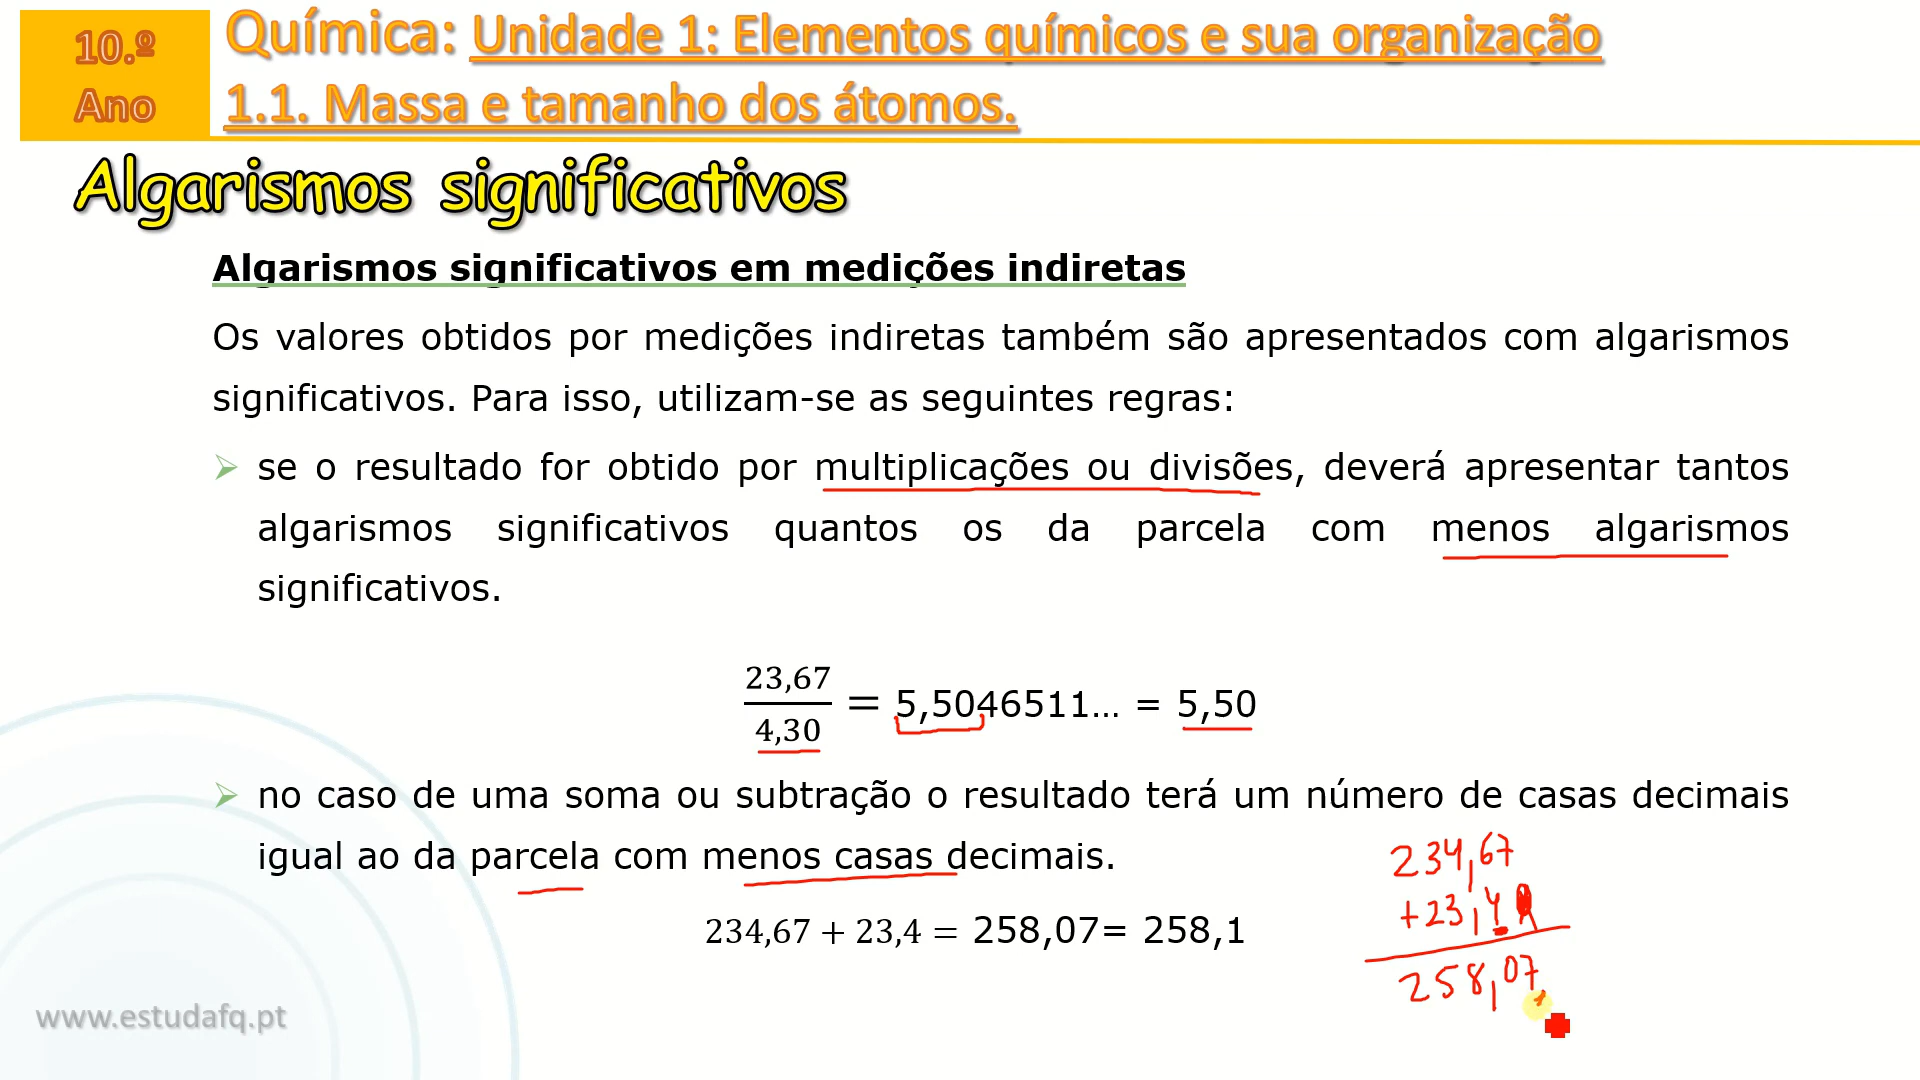 10.º
Ano
Química: Unidade 1: Elementos químicos e sua organização
1.1. Massa e tamanho dos átomos.
Algarismos significativos
Algarismos significativos em medições indiretas
Os valores obtidos por medições indiretas também são apresentados com algarismos
significativos. Para isso, utilizam-se as seguintes regras:
se o resultado for obtido por multiplicações ou divisões, deverá apresentar tantos
algarismos significativos quantos os da parcela com menos algarismos
significativos.
23,67
4,30
= 5,5046511... = 5,50
no caso de uma soma ou subtração o resultado terá um número de casas decimais
igual ao da parcela com menos casas decimais.
234,67 + 23,4 = 258,07= 258,1
234,67
+23,4
258,07
www.estudafq.pt